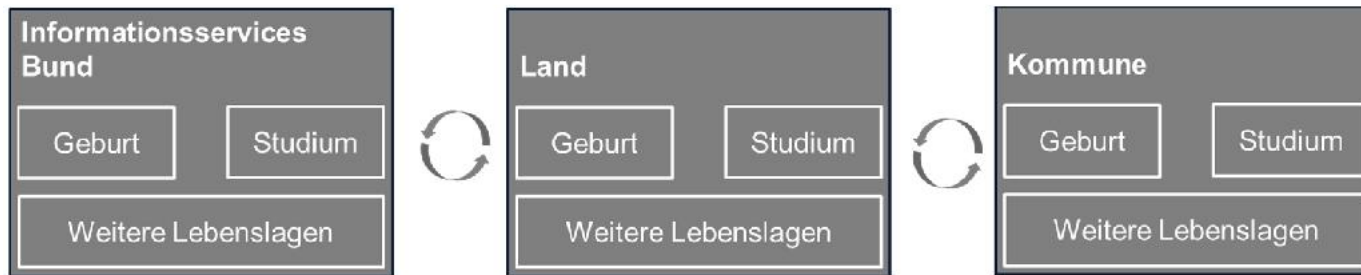 Informationsservices
Bund
Geburt
Studium
Weitere Lebenslagen
Land
Geburt
Studium
Weitere Lebenslagen
Kommune
Geburt
Studium
Weitere Lebenslagen